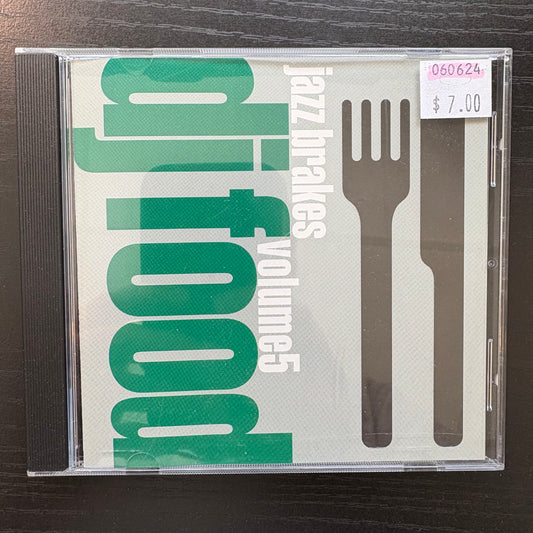 dj food
jazz brakes volume5
060624
$ 7.00